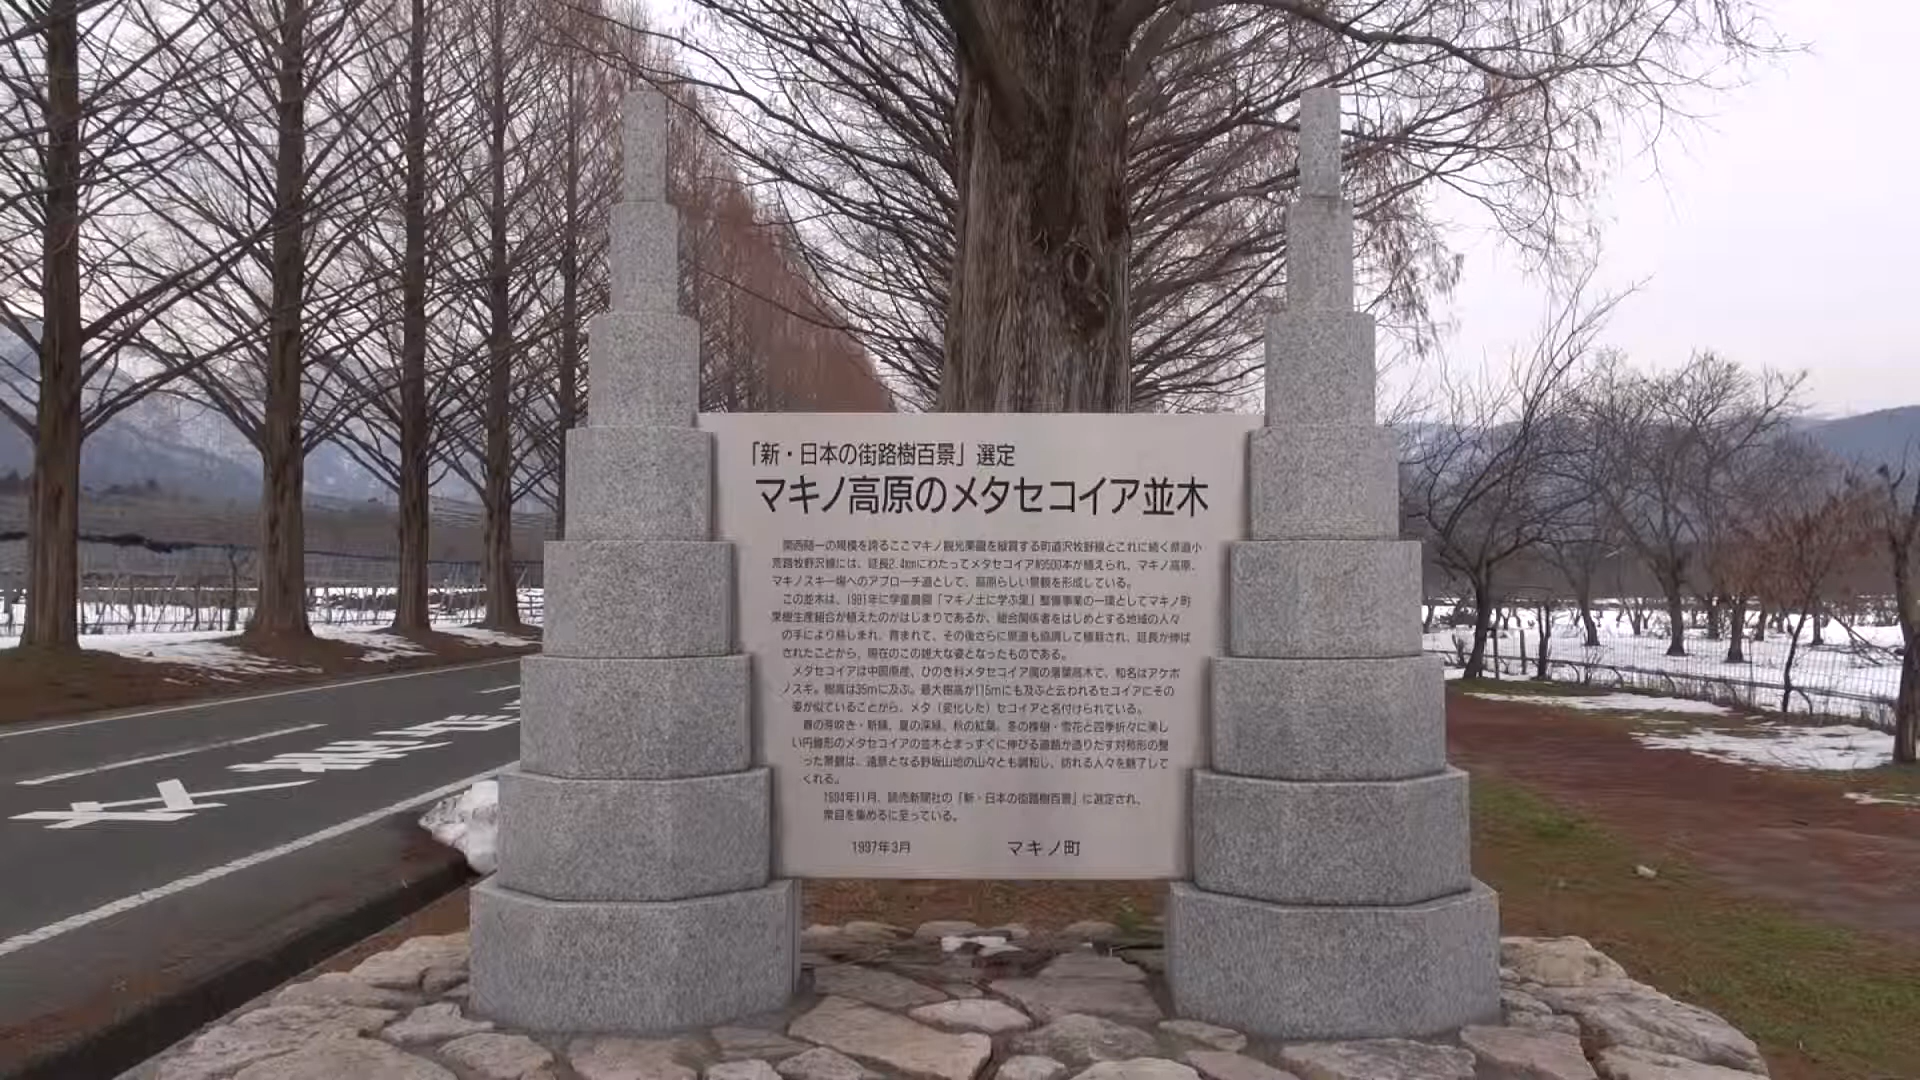 「新・日本の街路樹百景」選定
マキノ高原のメタセコイア並木
関西随一の規模を誇るここマキノ観光栗園を縦貫する町道沢牧野線とこれに続く県道小
荒路牧野沢線には、延長2.4kmにわたってメタセコイア約500本が植えられ、マキノ高原、
マキノスキー場へのアプローチ道として、高原らしい景観を形成している。
この並木は、1981年に学童農園「マキノ土に学ぶ里」整備事業の一環としてマキノ町
果樹生産組合が植えたのがはじまりであるが、組合関係者をはじめとする地域の人々
の手により慈しまれ、育まれて、その後さらに県道も協調して植栽され、延長が伸ば
されたことから、現在のこの雄大な姿となったものである。
メタセコイアは中国原産、ひのき科メタセコイア属の落葉高木で、和名はアケボ
ノスギ。樹高は35mに及ぶ。最大樹高が115mにも及ぶと云われるセコイアにその
姿が似ていることから、メタ(変化した)セコイアと名付けられている。
春の芽吹き・新緑、夏の深緑、秋の紅葉、冬の裸樹・雪花と四季折々に美し
い円錐形のメタセコイアの並木とまっすぐに伸びる道路が造りだす対称形の整
った景観は、遠景となる野坂山地の山々とも調和し、訪れる人々を魅了して
くれる。
1994年11月、読売新聞社の「新・日本の街路樹百景」に選定され、
衆目を集めるに至っている。
1997年3月 マキノ町